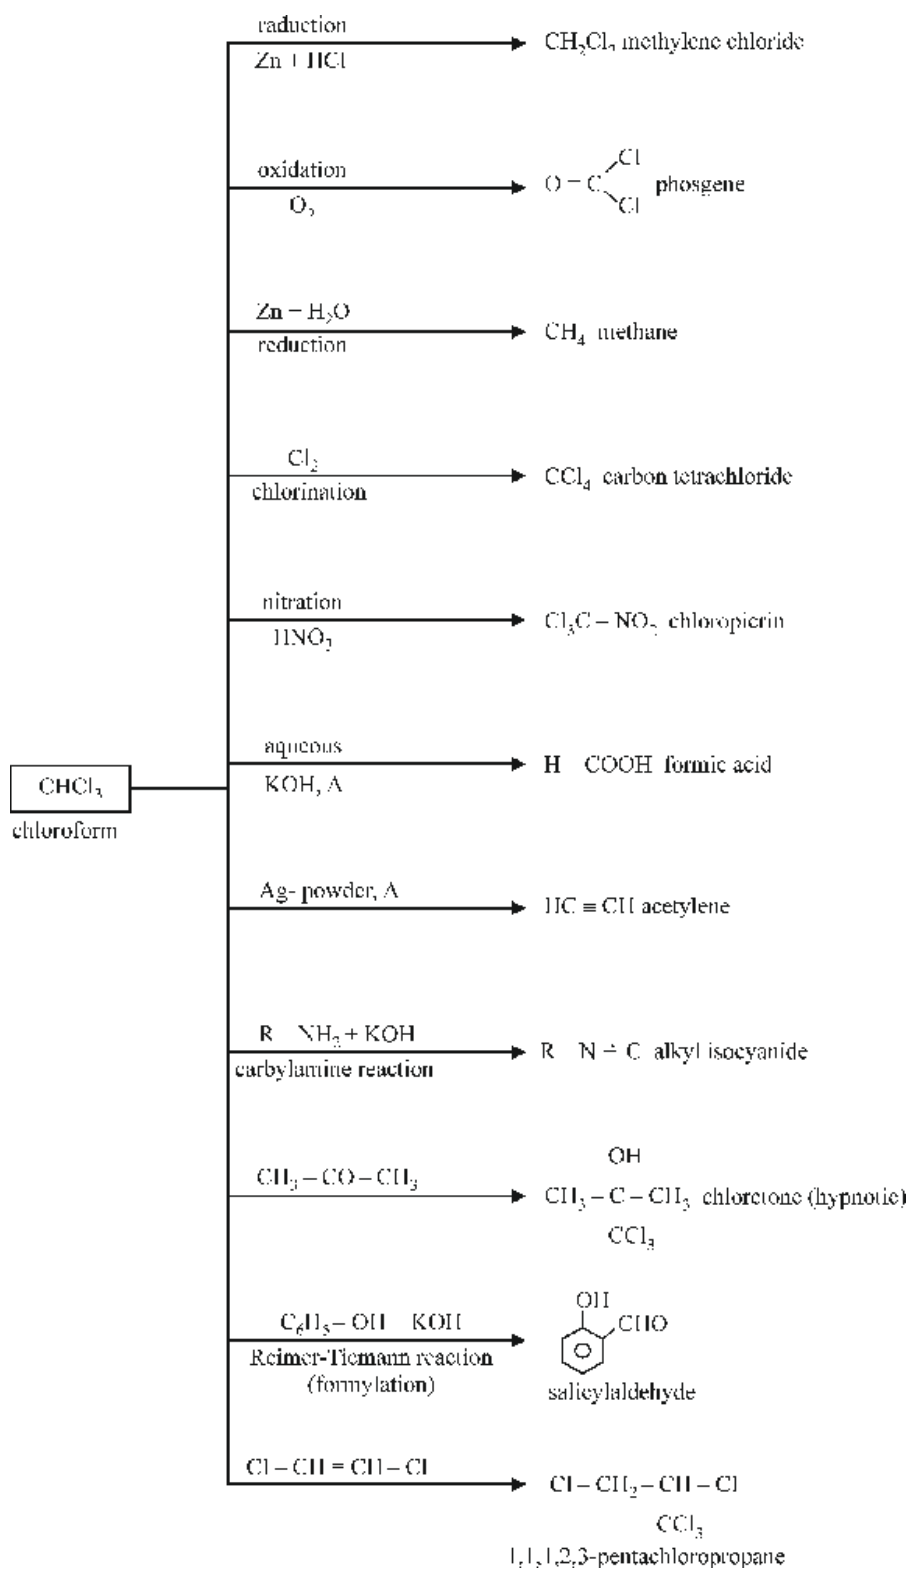 raduction
Zn + HCl
CH₂Cl₂ methylene chloride
oxidation
O₂
O = C
Cl
Cl
phosgene
Zn – H₂O
reduction
CH₄ methane
Cl₂
chlorination
CCl₄ carbon tetrachloride
nitration
HNO₃
Cl₃C – NO₂ chloropicrin
CHCl₃
chloroform
aqueous
KOH, Δ
H COOH formic acid
Ag- powder, Δ
HC ≡ CH acetylene
R NH₂ + KOH
carbylamine reaction
R N C alkyl isocyanide
CH₃ – CO – CH₃
OH
CH₃ – C – CH₃ chloretone (hypnotic)
CCl₃
C₆H₅ – OH KOH
Reimer-Tiemann reaction
(formylation)
OH
CHO
salicylaldehyde
Cl – CH = CH – Cl
Cl – CH₂ – CH – Cl
CCl₃
1,1,1,2,3-pentachloropropane